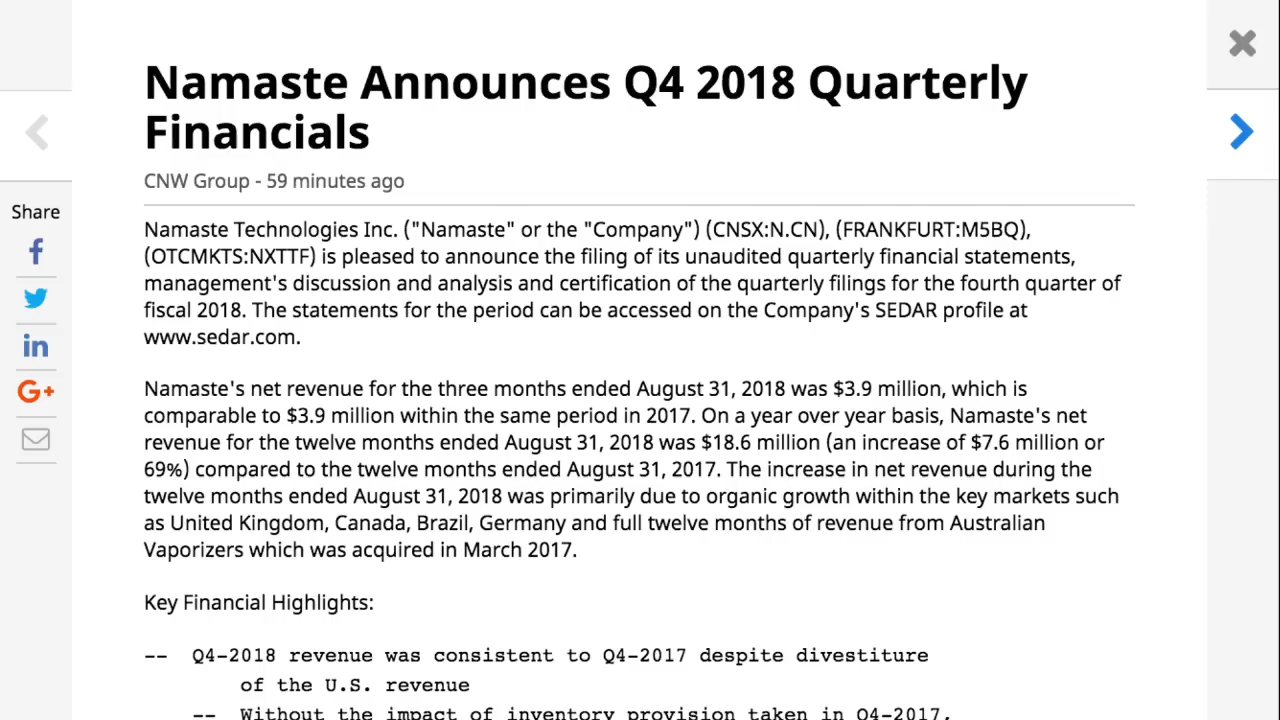 Namaste Announces Q4 2018 Quarterly
Financials
CNW Group - 59 minutes ago
Share
Namaste Technologies Inc. ("Namaste" or the "Company") (CNSX:N.CN), (FRANKFURT:M5BQ),
(OTCMKTS:NXTTF) is pleased to announce the filing of its unaudited quarterly financial statements,
management's discussion and analysis and certification of the quarterly filings for the fourth quarter of
fiscal 2018. The statements for the period can be accessed on the Company's SEDAR profile at
www.sedar.com.
Namaste's net revenue for the three months ended August 31, 2018 was $3.9 million, which is
comparable to $3.9 million within the same period in 2017. On a year over year basis, Namaste's net
revenue for the twelve months ended August 31, 2018 was $18.6 million (an increase of $7.6 million or
69%) compared to the twelve months ended August 31, 2017. The increase in net revenue during the
twelve months ended August 31, 2018 was primarily due to organic growth within the key markets such
as United Kingdom, Canada, Brazil, Germany and full twelve months of revenue from Australian
Vaporizers which was acquired in March 2017.
Key Financial Highlights:
-- Q4-2018 revenue was consistent to Q4-2017 despite divestiture
of the U.S. revenue
-- Without the impact of inventory provision taken in Q4-2017,